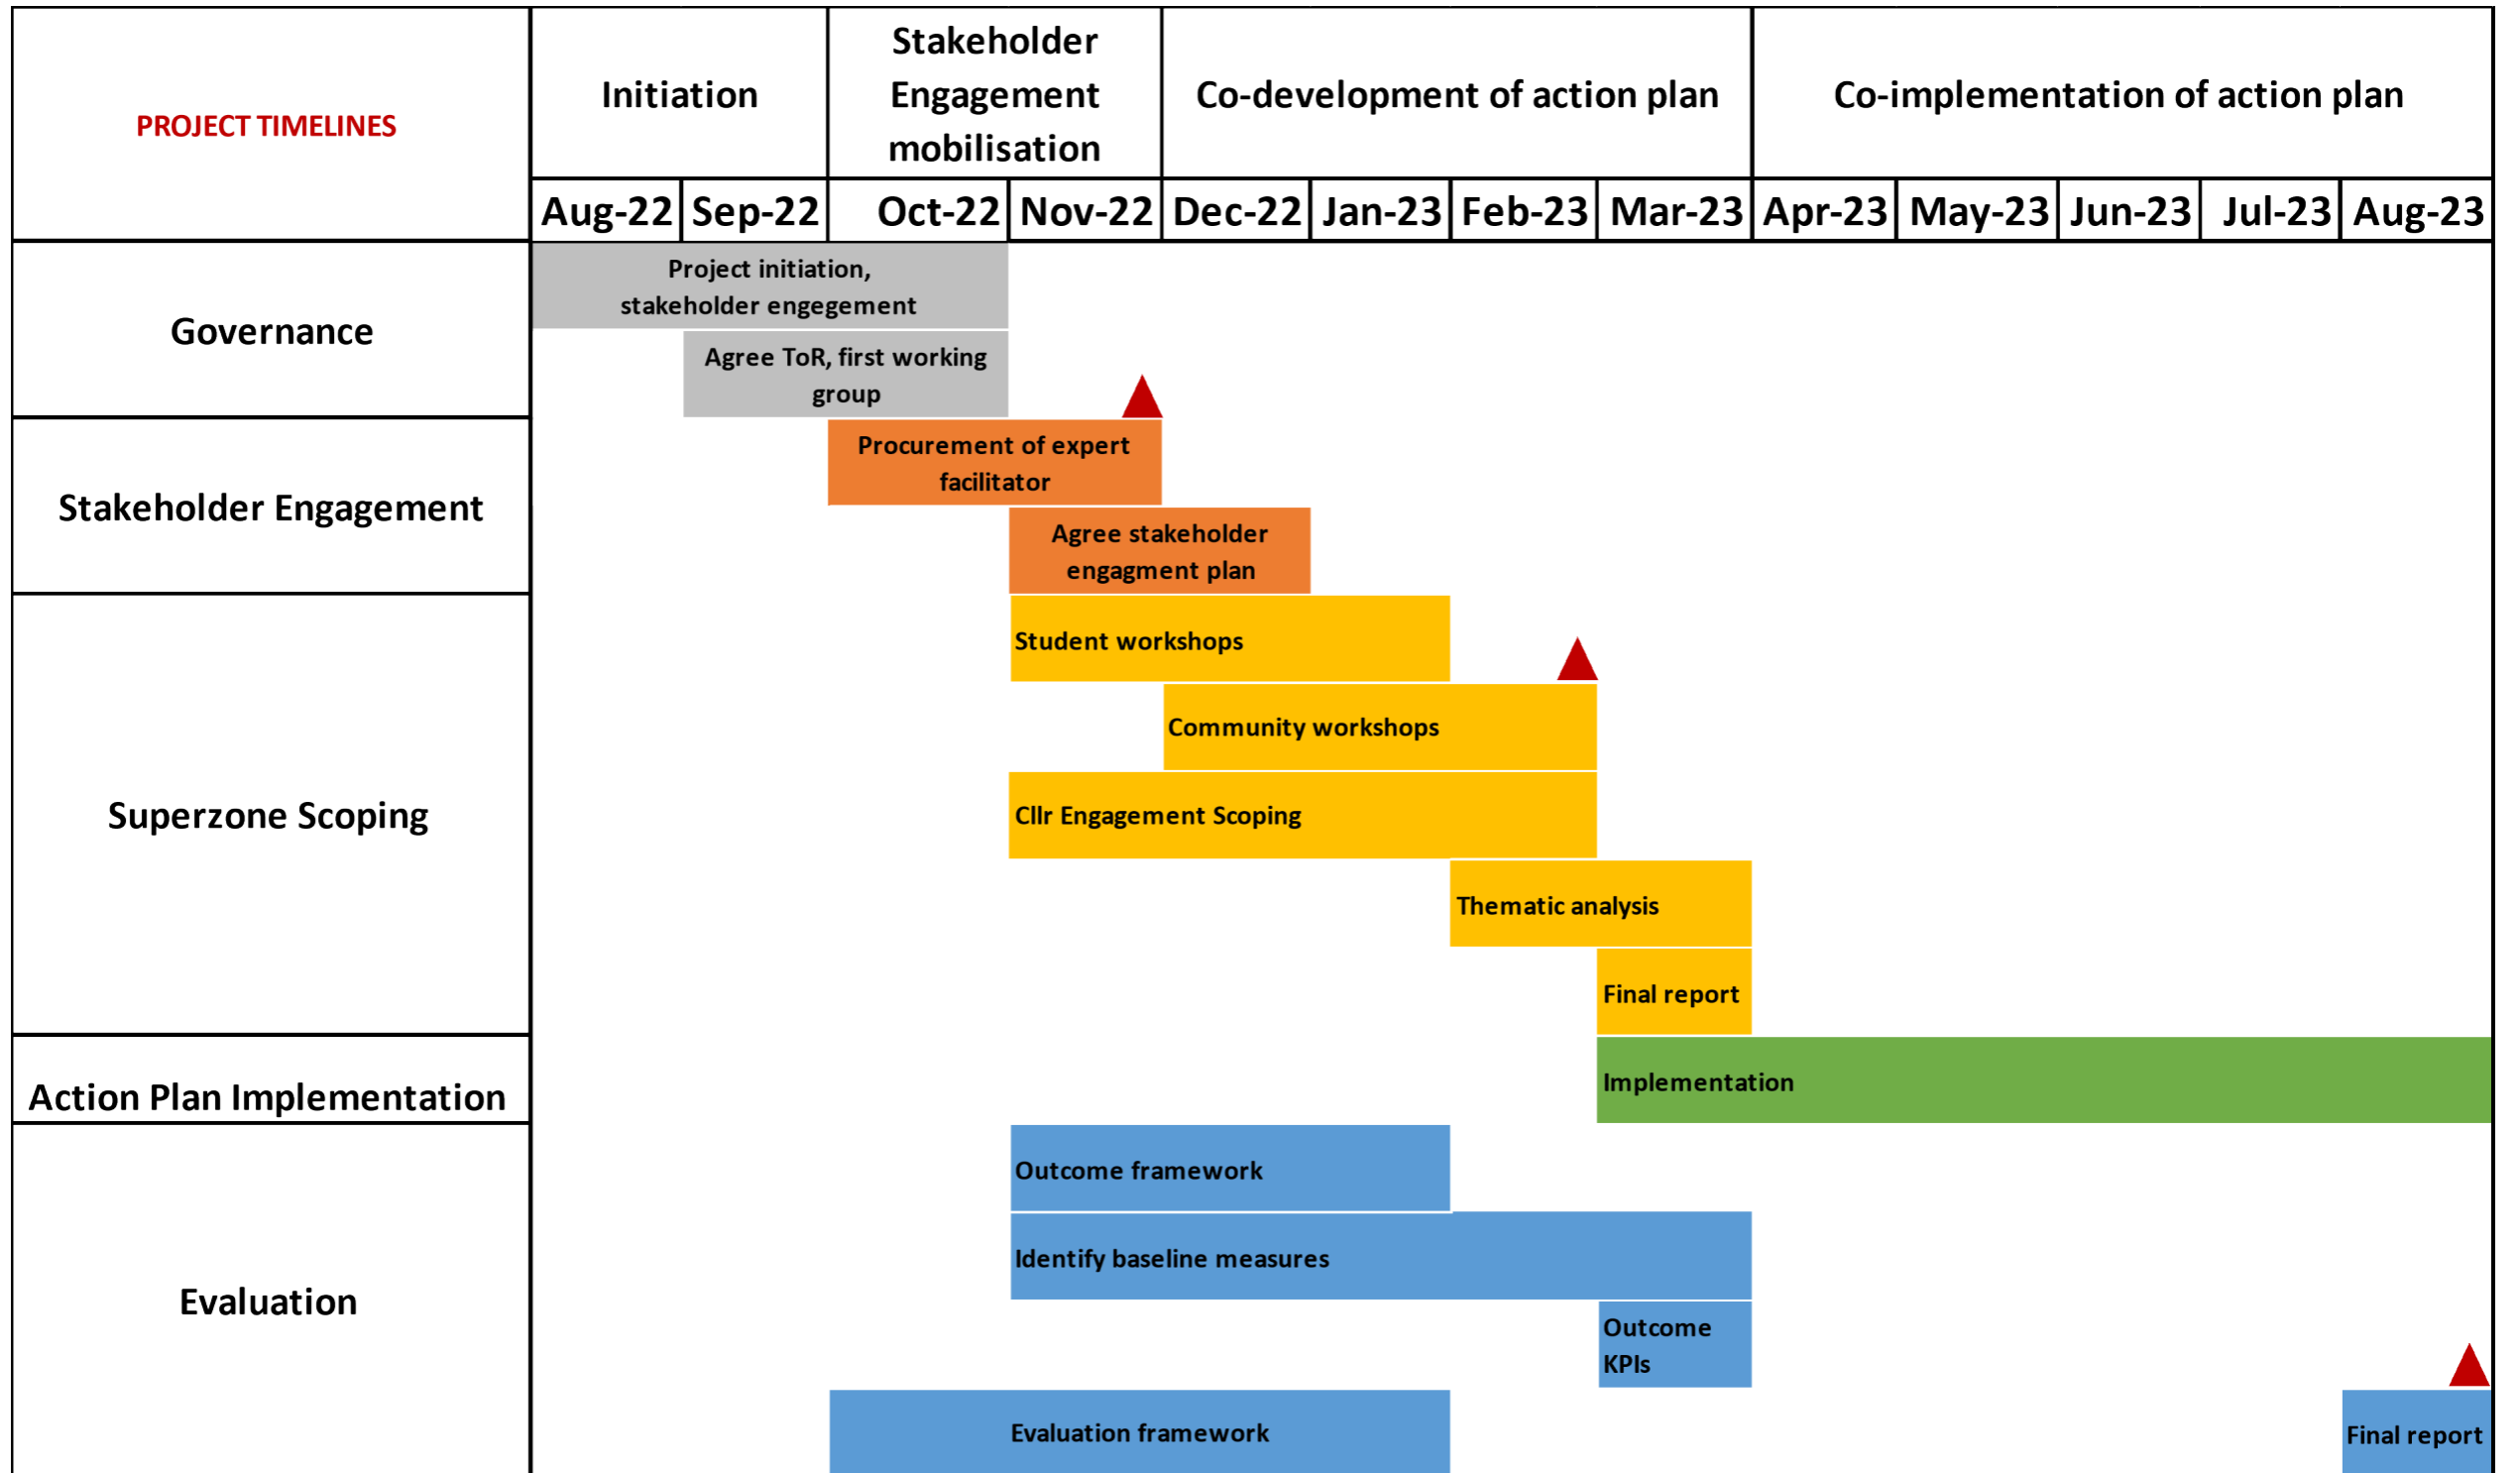 PROJECT TIMELINES
Initiation
Stakeholder
Engagement
mobilisation
Co-development of action plan
Co-implementation of action plan
Aug-22 Sep-22 Oct-22 Nov-22 Dec-22 Jan-23 Feb-23 Mar-23 Apr-23 May-23 Jun-23 Jul-23 Aug-23
Governance
Project initiation,
stakeholder engegement
Agree ToR, first working
group
Stakeholder Engagement
Procurement of expert
facilitator
Agree stakeholder
engagment plan
Superzone Scoping
Student workshops
Community workshops
Cllr Engagement Scoping
Thematic analysis
Final report
Action Plan Implementation
Implementation
Evaluation
Outcome framework
Identify baseline measures
Outcome
KPIs
Evaluation framework
Final report